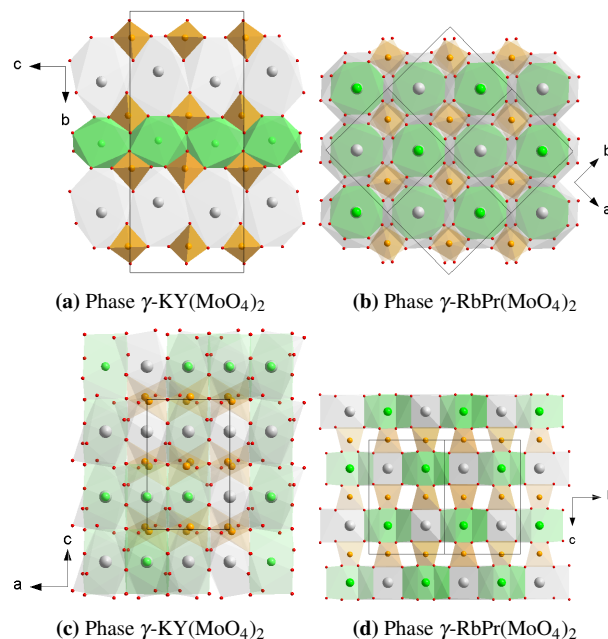 c
b
b
a
(a) Phase γ-KY(MoO4)2
(b) Phase γ-RbPr(MoO4)2
c
a
c
(c) Phase γ-KY(MoO4)2
(d) Phase γ-RbPr(MoO4)2